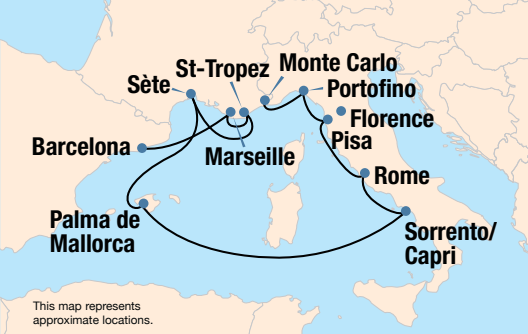 St-Tropez
Monte Carlo
Sète
Portofino
Florence
Pisa
Barcelona
Marseille
Rome
Palma de
Mallorca
Sorrento/
Capri
This map represents
approximate locations.